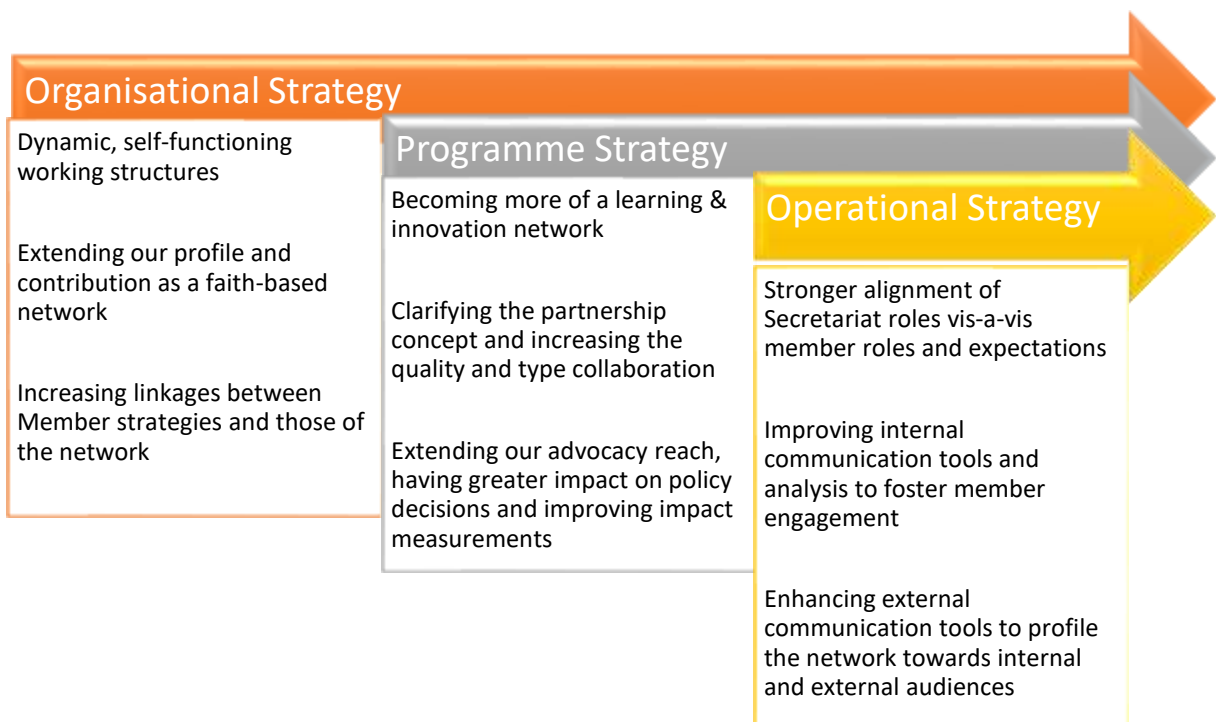 Organisational Strategy
Dynamic, self-functioning
working structures
Extending our profile and
contribution as a faith-based
network
Increasing linkages between
Member strategies and those of
the network
Programme Strategy
Becoming more of a learning &
innovation network
Clarifying the partnership
concept and increasing the
quality and type collaboration
Extending our advocacy reach,
having greater impact on policy
decisions and improving impact
measurements
Operational Strategy
Stronger alignment of
Secretariat roles vis-a-vis
member roles and expectations
Improving internal
communication tools and
analysis to foster member
engagement
Enhancing external
communication tools to profile
the network towards internal
and external audiences